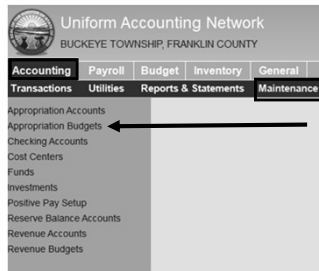 Uniform Accounting Network
BUCKEYE TOWNSHIP, FRANKLIN COUNTY
Accounting Payroll Budget Inventory General
Transactions Utilities Reports & Statements Maintenance
Appropriation Accounts
Appropriation Budgets
Checking Accounts
Cost Centers
Funds
Investments
Positive Pay Setup
Reserve Balance Accounts
Revenue Accounts
Revenue Budgets